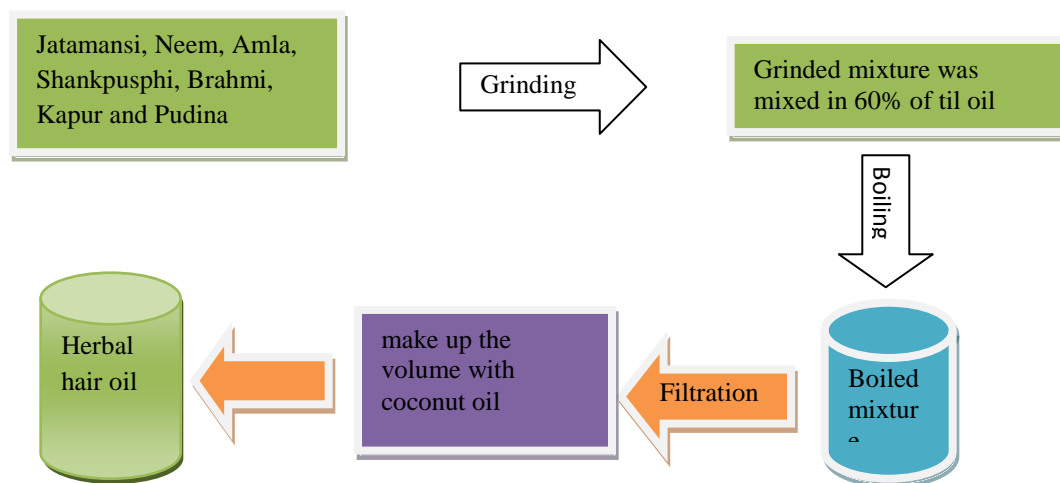 Jatamansi, Neem, Amla,
Shankpusphi, Brahmi,
Kapur and Pudina
Grinding
Grinded mixture was
mixed in 60% of til oil
Boiling
Boiled
mixtur
e
Filtration
make up the
volume with
coconut oil
Herbal
hair oil